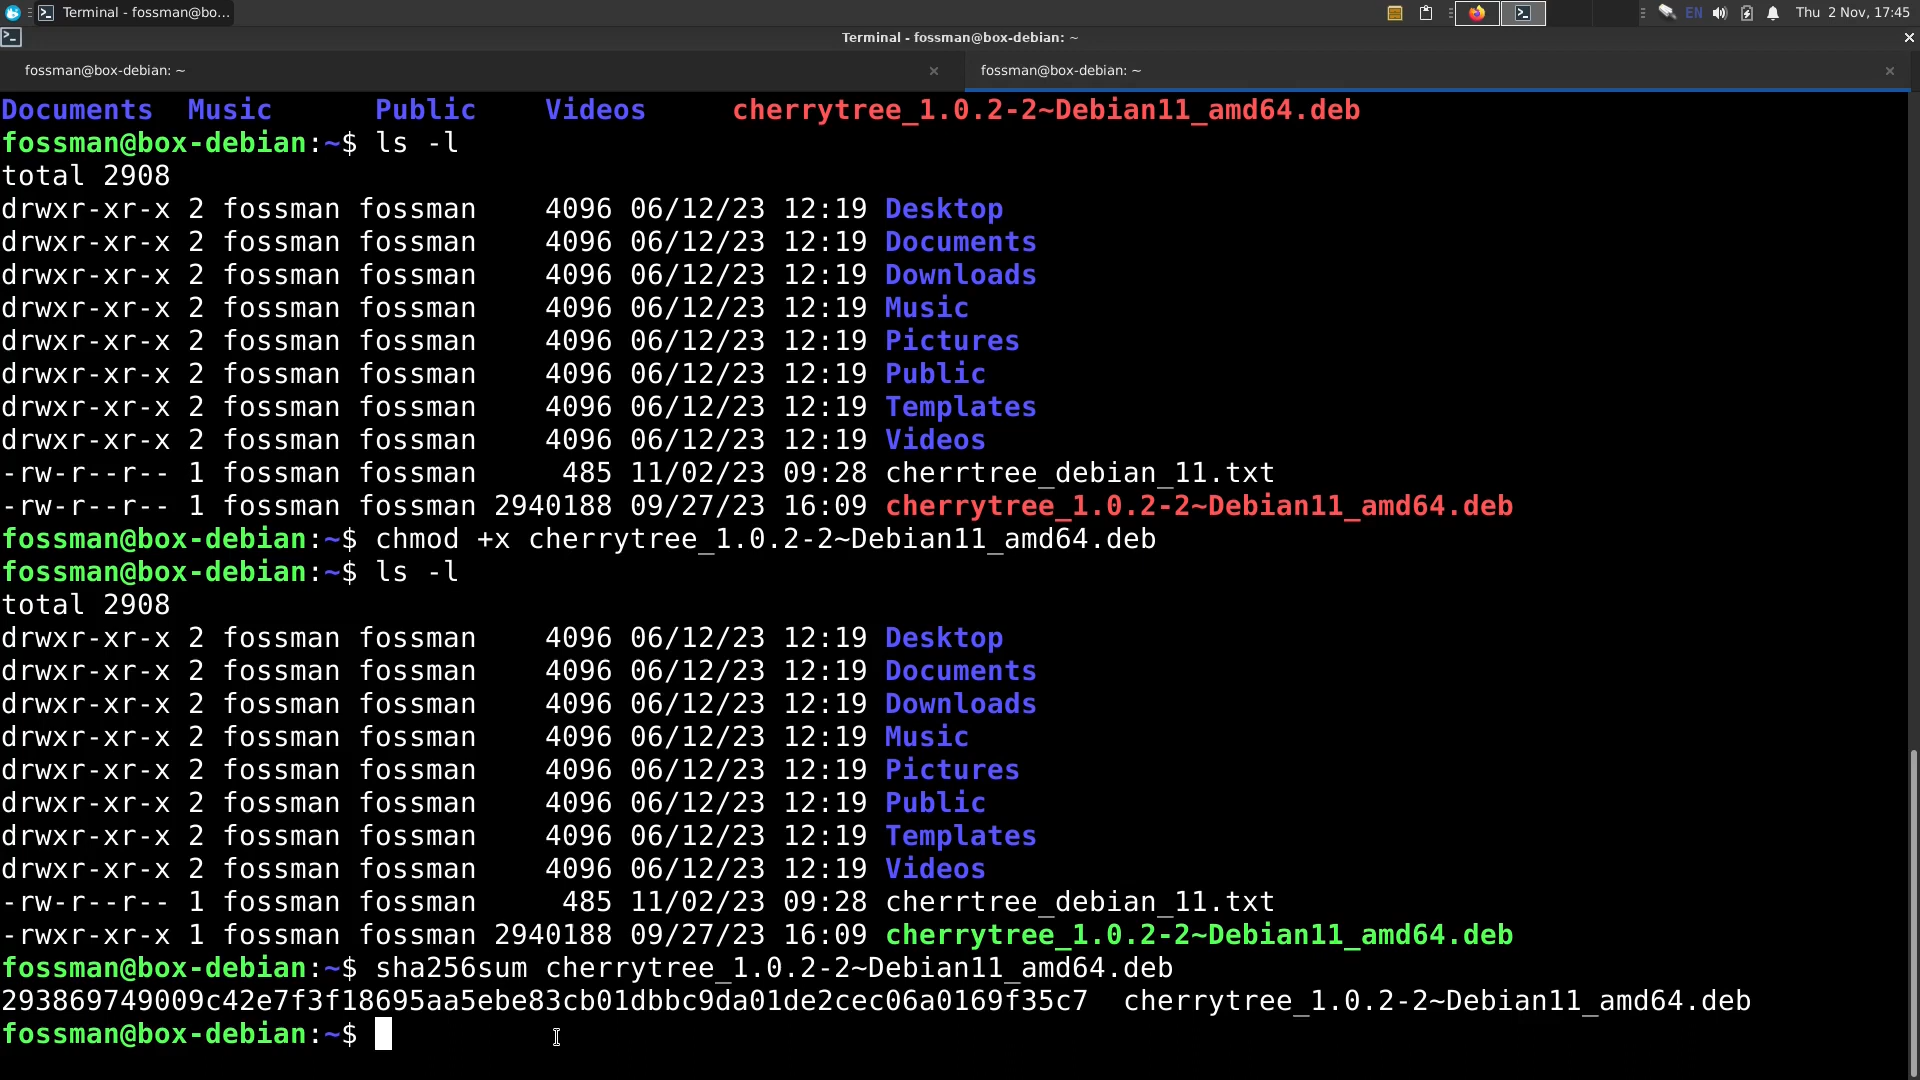 Terminal - fossman@bo...
EN
Thu 2 Nov, 17:45
Terminal - fossman@box-debian: ~
fossman@box-debian: ~
fossman@box-debian: ~
Documents  Music      Public    Videos     cherrytree_1.0.2-2~Debian11_amd64.deb
fossman@box-debian:~$ ls -l
total 2908
drwxr-xr-x 2 fossman fossman    4096 06/12/23 12:19 Desktop
drwxr-xr-x 2 fossman fossman    4096 06/12/23 12:19 Documents
drwxr-xr-x 2 fossman fossman    4096 06/12/23 12:19 Downloads
drwxr-xr-x 2 fossman fossman    4096 06/12/23 12:19 Music
drwxr-xr-x 2 fossman fossman    4096 06/12/23 12:19 Pictures
drwxr-xr-x 2 fossman fossman    4096 06/12/23 12:19 Public
drwxr-xr-x 2 fossman fossman    4096 06/12/23 12:19 Templates
drwxr-xr-x 2 fossman fossman    4096 06/12/23 12:19 Videos
-rw-r--r-- 1 fossman fossman     485 11/02/23 09:28 cherrtree_debian_11.txt
-rw-r--r-- 1 fossman fossman 2940188 09/27/23 16:09 cherrytree_1.0.2-2~Debian11_amd64.deb
fossman@box-debian:~$ chmod +x cherrytree_1.0.2-2~Debian11_amd64.deb
fossman@box-debian:~$ ls -l
total 2908
drwxr-xr-x 2 fossman fossman    4096 06/12/23 12:19 Desktop
drwxr-xr-x 2 fossman fossman    4096 06/12/23 12:19 Documents
drwxr-xr-x 2 fossman fossman    4096 06/12/23 12:19 Downloads
drwxr-xr-x 2 fossman fossman    4096 06/12/23 12:19 Music
drwxr-xr-x 2 fossman fossman    4096 06/12/23 12:19 Pictures
drwxr-xr-x 2 fossman fossman    4096 06/12/23 12:19 Public
drwxr-xr-x 2 fossman fossman    4096 06/12/23 12:19 Templates
drwxr-xr-x 2 fossman fossman    4096 06/12/23 12:19 Videos
-rw-r--r-- 1 fossman fossman     485 11/02/23 09:28 cherrtree_debian_11.txt
-rwxr-xr-x 1 fossman fossman 2940188 09/27/23 16:09 cherrytree_1.0.2-2~Debian11_amd64.deb
fossman@box-debian:~$ sha256sum cherrytree_1.0.2-2~Debian11_amd64.deb
293869749009c42e7f3f18695aa5ebe83cb01dbbc9da01de2cec06a0169f35c7  cherrytree_1.0.2-2~Debian11_amd64.deb
fossman@box-debian:~$